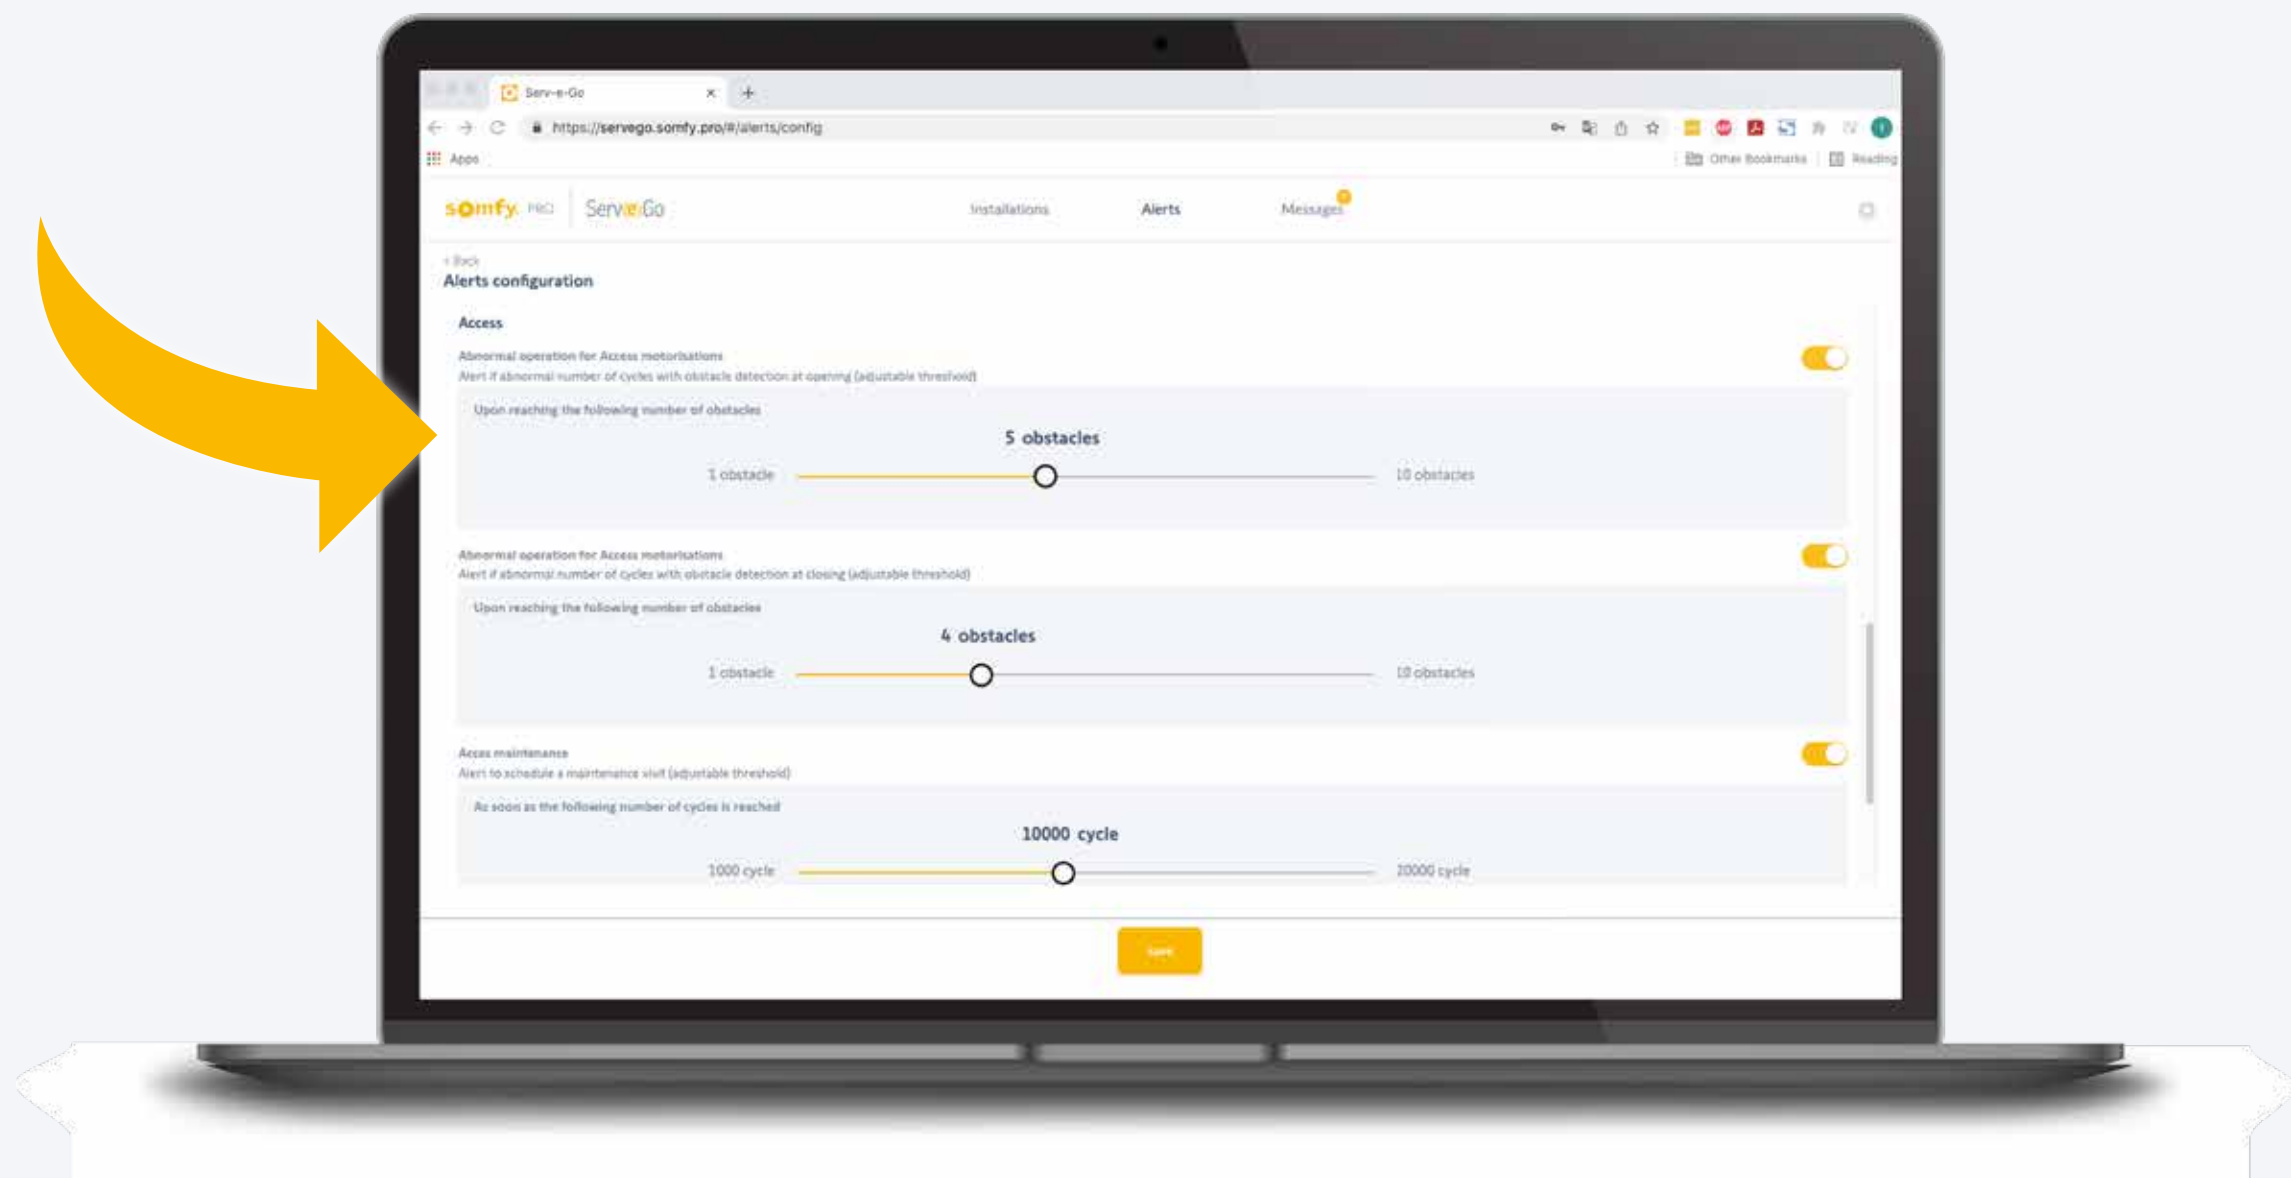 Serv-e-Go
https://servego.somfy.pro/#/alerts/config
Apps
Other Bookmarks
Reading
somfy. PRO
Serv-e-Go
Installations
Alerts
Messages
< Back
Alerts configuration
Access
Abnormal operation for Access motorisations
Alert if abnormal number of cycles with obstacle detection at opening (adjustable threshold)
Upon reaching the following number of obstacles
5 obstacles
1 obstacle
10 obstacles
Abnormal operation for Access motorisations
Alert if abnormal number of cycles with obstacle detection at closing (adjustable threshold)
Upon reaching the following number of obstacles
4 obstacles
1 obstacle
10 obstacles
Acces maintenance
Alert to schedule a maintenance visit (adjustable threshold)
As soon as the following number of cycles is reached
10000 cycle
1000 cycle
20000 cycle
Save